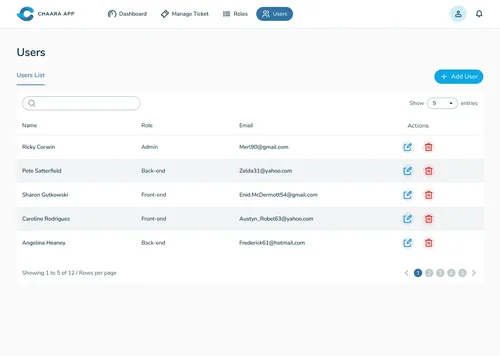 CHAARA APP Dashboard Manage Ticket Roles Users
Users
Users List
+ Add User
Show 5 entries
Name Role Email Actions
Ricky Corwin Admin Merl90@gmail.com
Pete Satterfield Back-end Zelda31@yahoo.com
Sharon Gutkowski Front-end Enid.McDermott54@gmail.com
Caroline Rodriguez Front-end Austyn_Robel63@yahoo.com
Angelina Heaney Back-end Frederick61@hotmail.com
Showing 1 to 5 of 12 / Rows per page 1 2 3 4 5